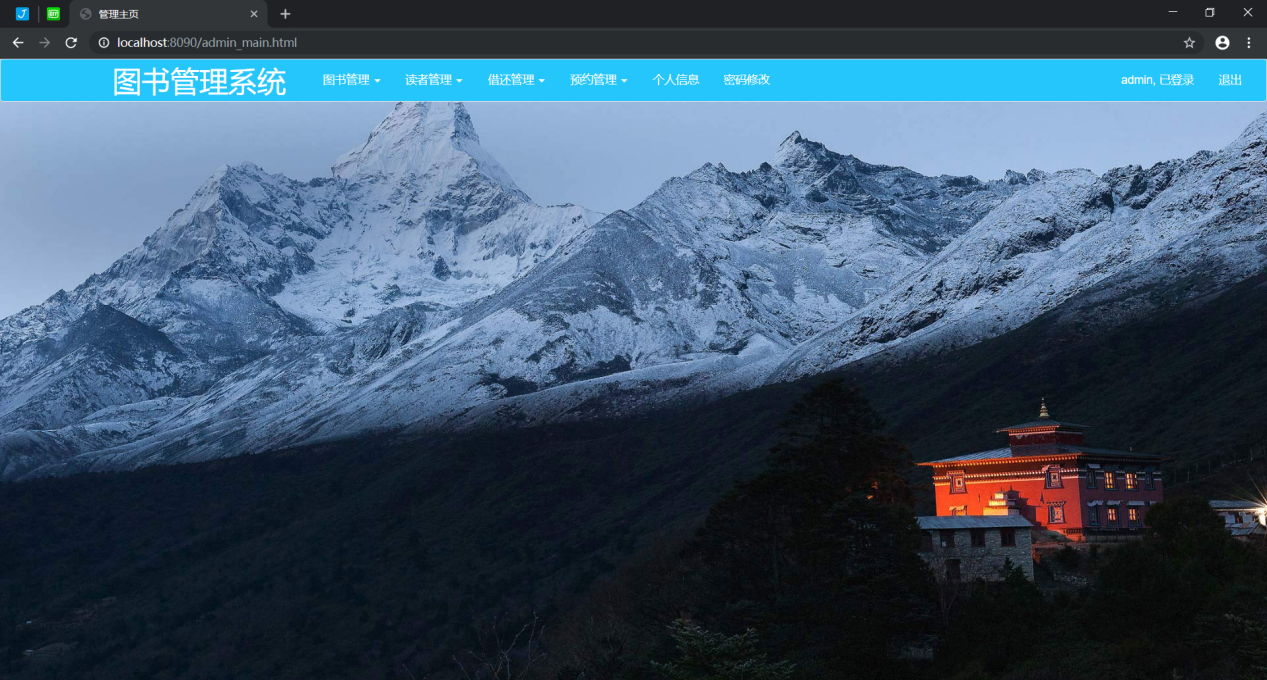 管理主页
localhost:8090/admin_main.html
图书管理系统 图书管理 读者管理 借还管理 预约管理 个人信息 密码修改 admin, 已登录 退出